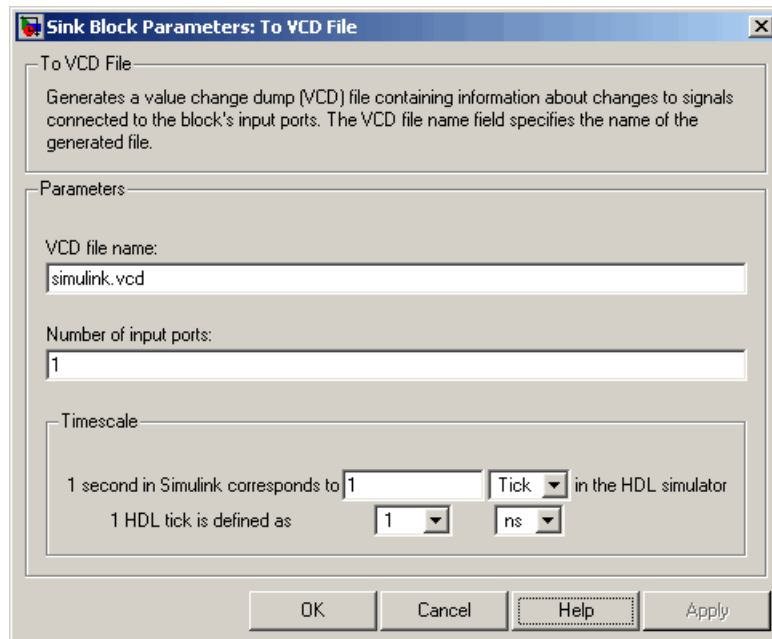 Sink Block Parameters: To VCD File
To VCD File
Generates a value change dump (VCD) file containing information about changes to signals
connected to the block's input ports. The VCD file name field specifies the name of the
generated file.
Parameters
VCD file name:
simulink.vcd
Number of input ports:
1
Timescale
1 second in Simulink corresponds to 1 Tick in the HDL simulator
1 HDL tick is defined as 1 ns
OK Cancel Help Apply